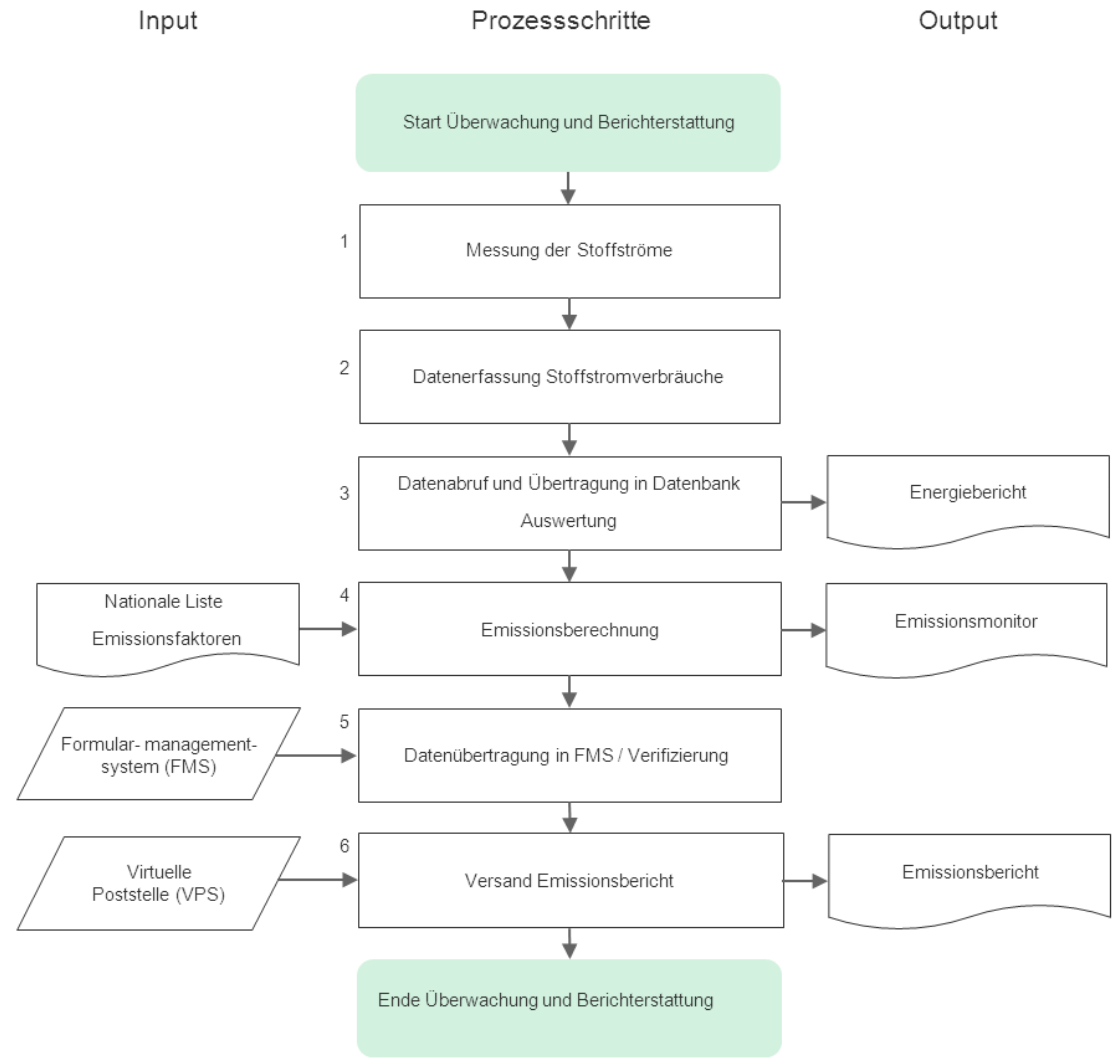 Input
Prozessschritte
Output
Start Überwachung und Berichterstattung
1
Messung der Stoffströme
2
Datenerfassung Stoffstromverbräuche
3
Datenabruf und Übertragung in Datenbank
Auswertung
Energiebericht
Nationale Liste
Emissionsfaktoren
4
Emissionsberechnung
Emissionsmonitor
Formular- management-
system (FMS)
5
Datenübertragung in FMS / Verifizierung
Virtuelle
Poststelle (VPS)
6
Versand Emissionsbericht
Emissionsbericht
Ende Überwachung und Berichterstattung